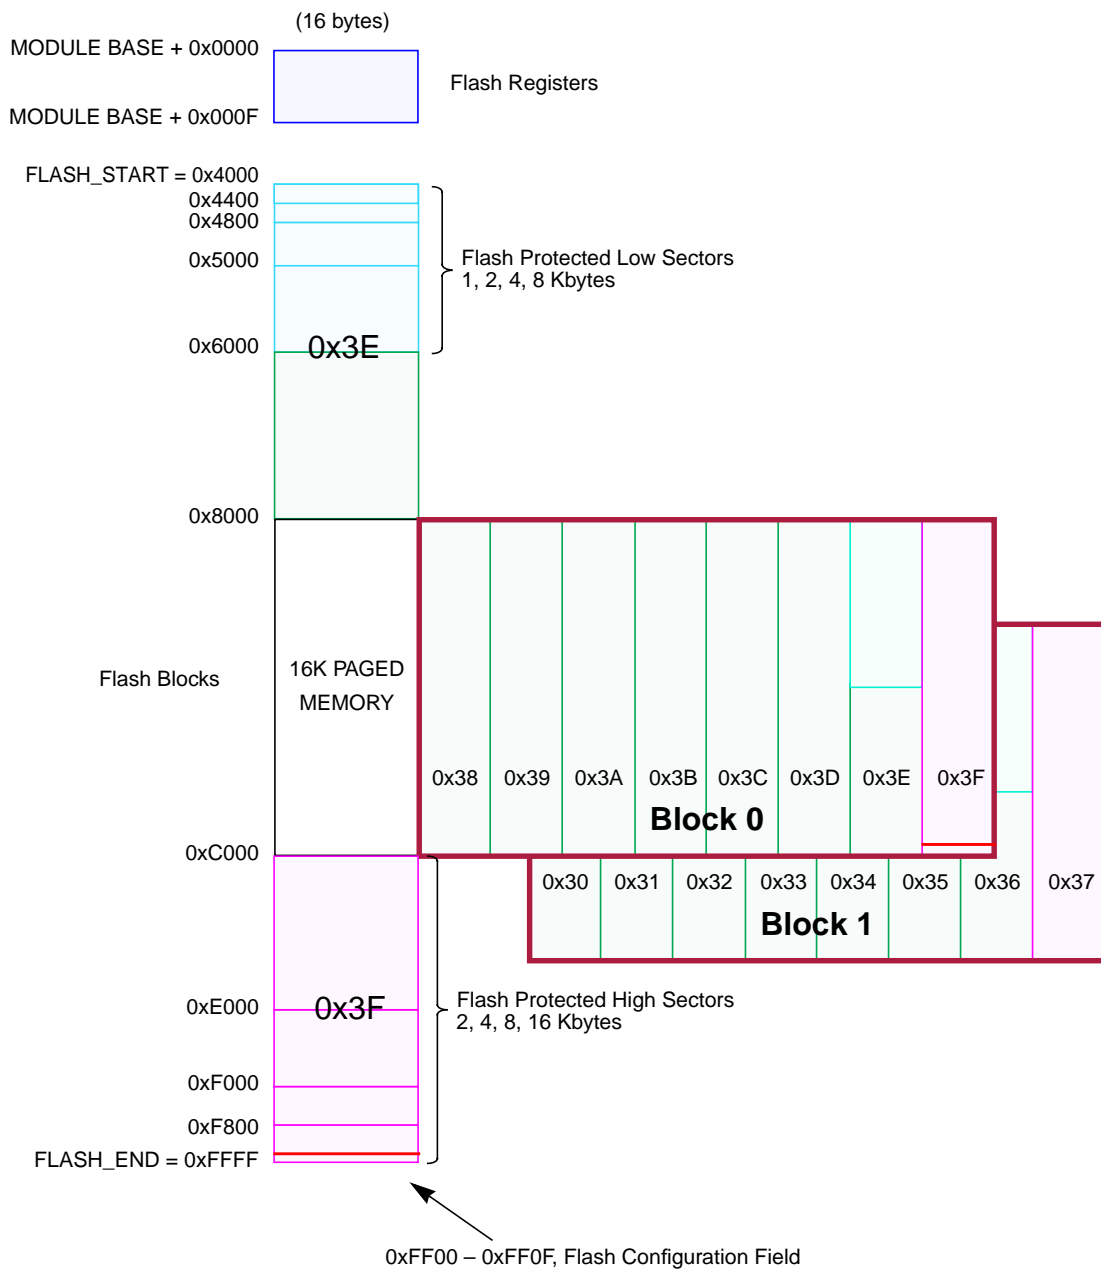 (16 bytes)
MODULE BASE + 0x0000
Flash Registers
MODULE BASE + 0x000F
FLASH_START = 0x4000
0x4400
0x4800
0x5000
Flash Protected Low Sectors
1, 2, 4, 8 Kbytes
0x6000
0x3E
0x8000
Flash Blocks
16K PAGED
MEMORY
0x38 0x39 0x3A 0x3B 0x3C 0x3D 0x3E 0x3F
Block 0
0xC000
0x30 0x31 0x32 0x33 0x34 0x35 0x36 0x37
Block 1
0xE000
0x3F
Flash Protected High Sectors
2, 4, 8, 16 Kbytes
0xF000
0xF800
FLASH_END = 0xFFFF
0xFF00 – 0xFF0F, Flash Configuration Field